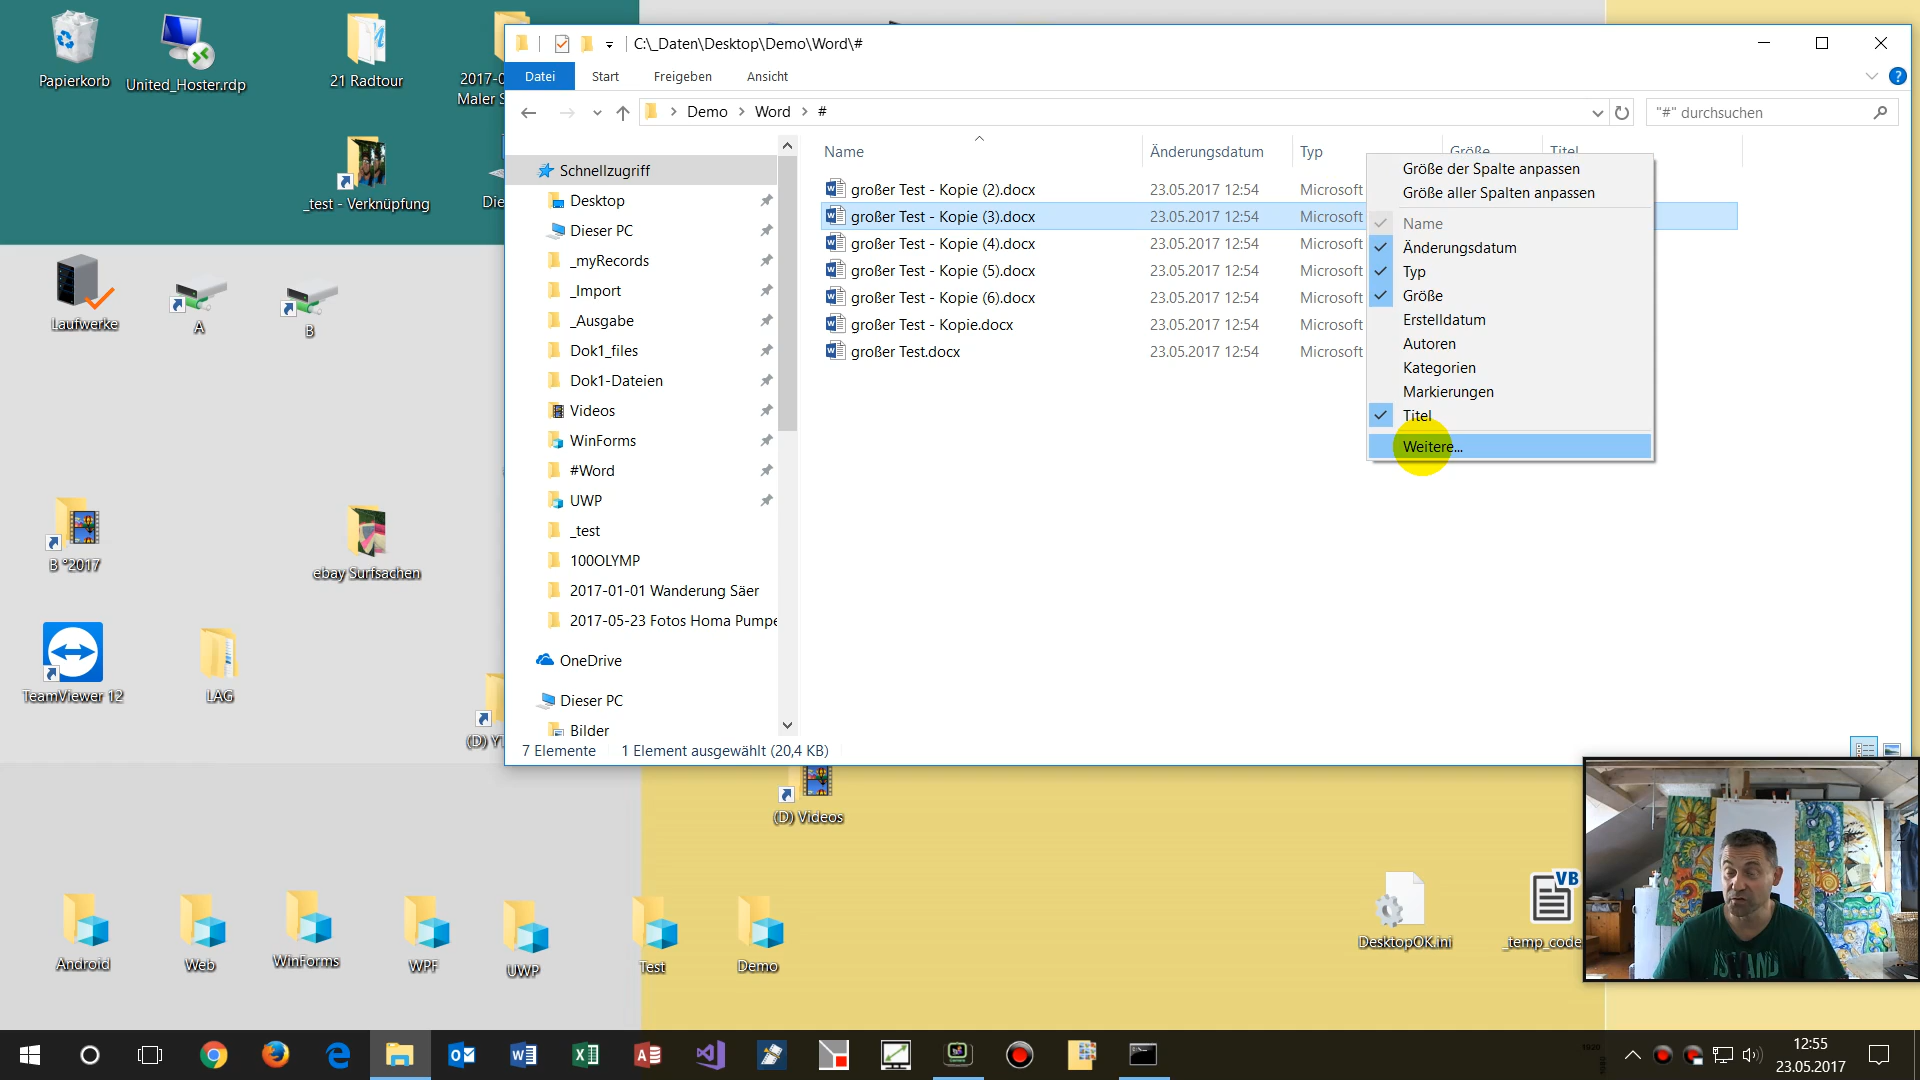 Papierkorb
United_Hoster.rdp
21 Radtour
2017-0
Maler S
_test - Verknüpfung
Die
Laufwerke
A
B
B °2017
ebay Surfsachen
TeamViewer 12
LAG
(D) YT
C:\_Daten\Desktop\Demo\Word\#
Datei
Start
Freigeben
Ansicht
Demo
Word
#
"#" durchsuchen
Schnellzugriff
Desktop
Dieser PC
_myRecords
_Import
_Ausgabe
Dok1_files
Dok1-Dateien
Videos
WinForms
#Word
UWP
_test
100OLYMP
2017-01-01 Wanderung Säer
2017-05-23 Fotos Homa Pumpe
OneDrive
Dieser PC
Bilder
Name
Änderungsdatum
Typ
Größe
Titel
großer Test - Kopie (2).docx 23.05.2017 12:54 Microsoft
großer Test - Kopie (3).docx 23.05.2017 12:54 Microsoft
großer Test - Kopie (4).docx 23.05.2017 12:54 Microsoft
großer Test - Kopie (5).docx 23.05.2017 12:54 Microsoft
großer Test - Kopie (6).docx 23.05.2017 12:54 Microsoft
großer Test - Kopie.docx 23.05.2017 12:54 Microsoft
großer Test.docx 23.05.2017 12:54 Microsoft
Größe der Spalte anpassen
Größe aller Spalten anpassen
Name
Änderungsdatum
Typ
Größe
Erstelldatum
Autoren
Kategorien
Markierungen
Titel
Weitere...
7 Elemente
1 Element ausgewählt (20,4 KB)
(D) Videos
Android
Web
WinForms
WPF
UWP
Test
Demo
DesktopOK.ini
VB
_temp_code
12:55
23.05.2017